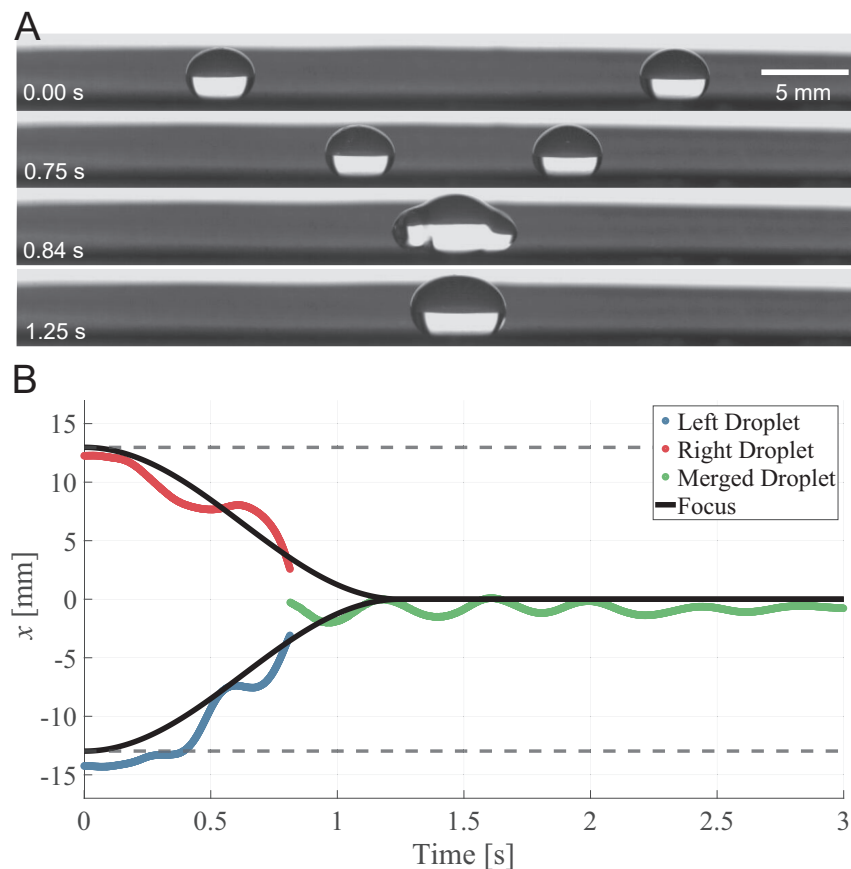 A
0.00 s
5 mm
0.75 s
0.84 s
1.25 s
B
15
10
5
0
-5
-10
-15
x [mm]
Left Droplet
Right Droplet
Merged Droplet
Focus
0 0.5 1 1.5 2 2.5 3
Time [s]